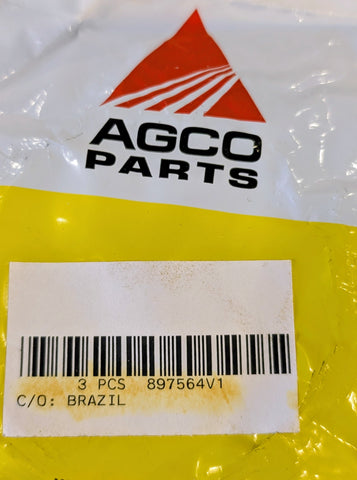 AGCO
PARTS
3 PCS 897564V1
C/O: BRAZIL